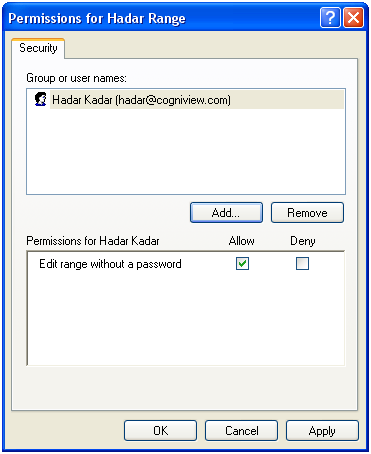 Permissions for Hadar Range
Security
Group or user names:
Hadar Kadar (hadar@cogniview.com)
Add... Remove
Permissions for Hadar Kadar Allow Deny
Edit range without a password
OK Cancel Apply